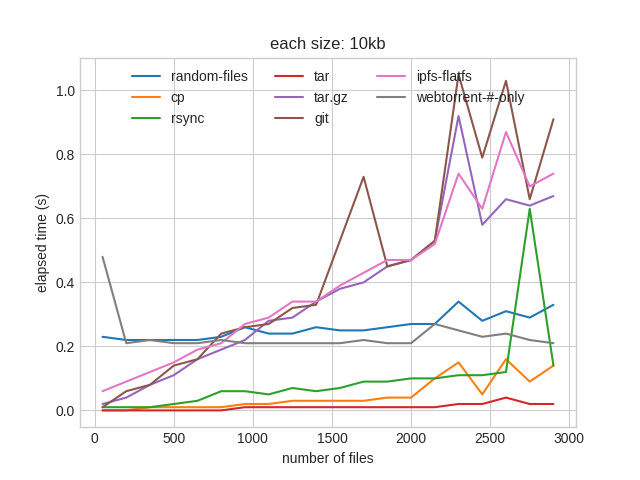 each size: 10kb
random-files
cp
rsync
tar
tar.gz
git
ipfs-flatfs
webtorrent-#-only
elapsed time (s)
1.0
0.8
0.6
0.4
0.2
0.0
0
500
1000
1500
2000
2500
3000
number of files